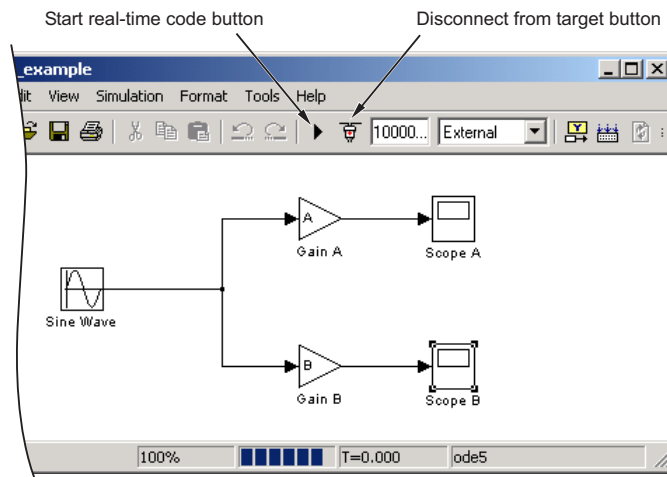 Start real-time code button
Disconnect from target button
_example
dit View Simulation Format Tools Help
10000... External
A
Gain A
Scope A
Sine Wave
B
Gain B
Scope B
100% T=0.000 ode5